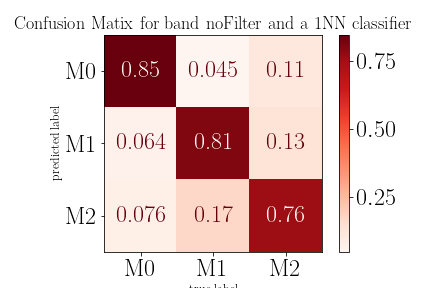 Confusion Matix for band noFilter and a 1NN classifier
M0 0.85 0.045 0.11
M1 0.064 0.81 0.13
M2 0.076 0.17 0.76
M0 M1 M2
predicted label
true label
0.75
0.50
0.25